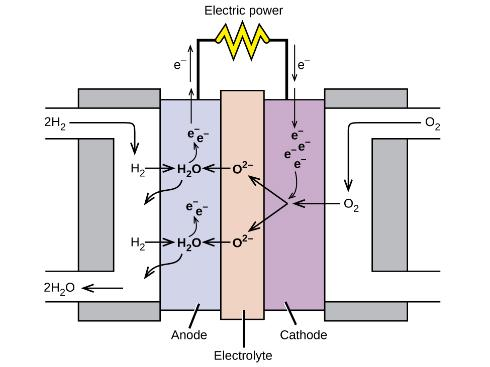 Electric power
e⁻ e⁻
2H₂ O₂
e⁻ e⁻ e⁻
e⁻ e⁻
H₂ H₂O O²⁻
O₂
e⁻ e⁻
H₂ H₂O O²⁻
2H₂O
Anode Cathode
Electrolyte